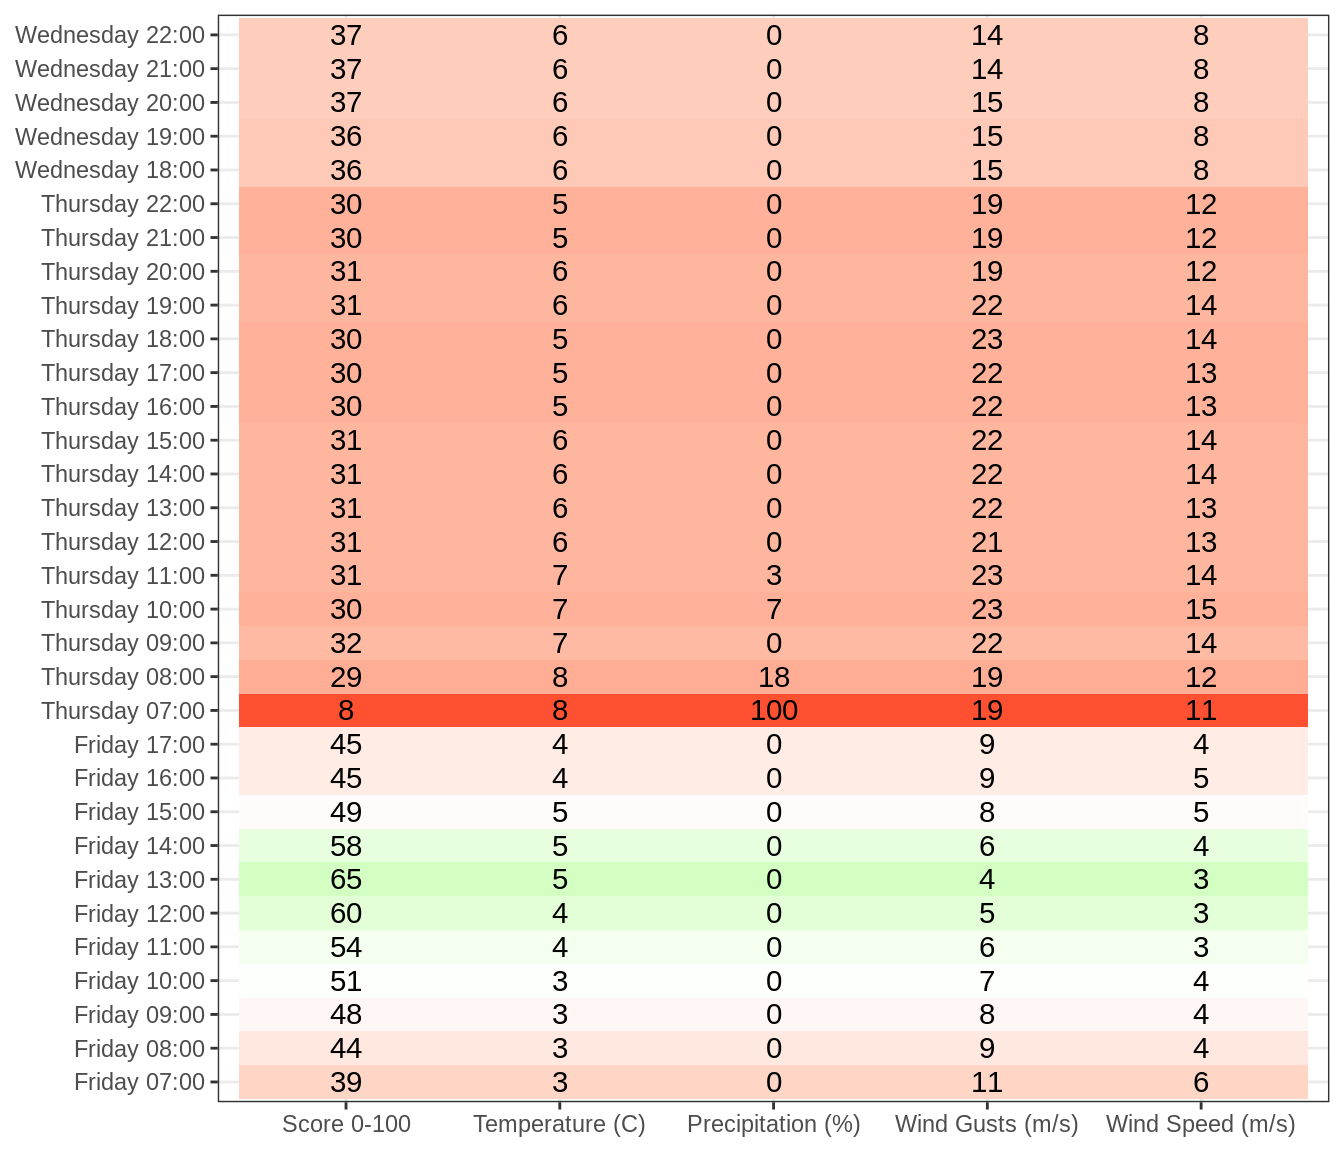 Wednesday 22:00 37 6 0 14 8
Wednesday 21:00 37 6 0 14 8
Wednesday 20:00 37 6 0 15 8
Wednesday 19:00 36 6 0 15 8
Wednesday 18:00 36 6 0 15 8
Thursday 22:00 30 5 0 19 12
Thursday 21:00 30 5 0 19 12
Thursday 20:00 31 6 0 19 12
Thursday 19:00 31 6 0 22 14
Thursday 18:00 30 5 0 23 14
Thursday 17:00 30 5 0 22 13
Thursday 16:00 30 5 0 22 13
Thursday 15:00 31 6 0 22 14
Thursday 14:00 31 6 0 22 14
Thursday 13:00 31 6 0 22 13
Thursday 12:00 31 6 0 21 13
Thursday 11:00 31 7 3 23 14
Thursday 10:00 30 7 7 23 15
Thursday 09:00 32 7 0 22 14
Thursday 08:00 29 8 18 19 12
Thursday 07:00 8 8 100 19 11
Friday 17:00 45 4 0 9 4
Friday 16:00 45 4 0 9 5
Friday 15:00 49 5 0 8 5
Friday 14:00 58 5 0 6 4
Friday 13:00 65 5 0 4 3
Friday 12:00 60 4 0 5 3
Friday 11:00 54 4 0 6 3
Friday 10:00 51 3 0 7 4
Friday 09:00 48 3 0 8 4
Friday 08:00 44 3 0 9 4
Friday 07:00 39 3 0 11 6
Score 0-100 Temperature (C) Precipitation (%) Wind Gusts (m/s) Wind Speed (m/s)